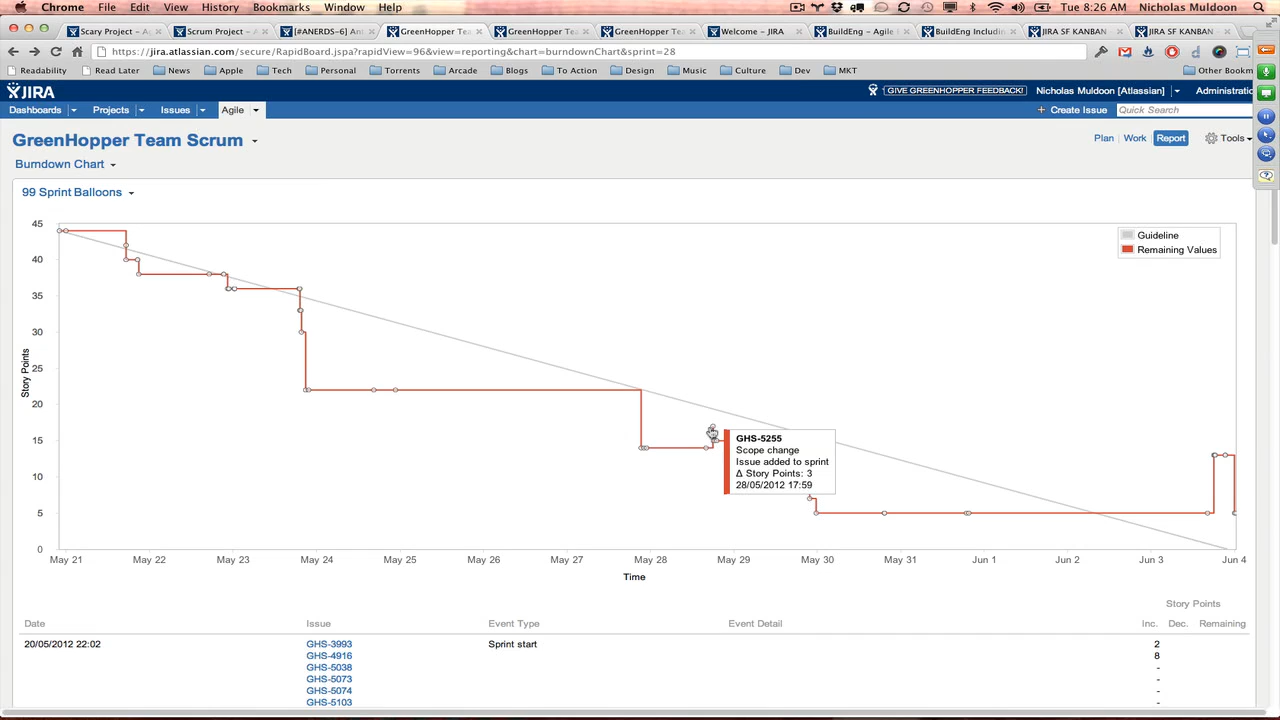 Chrome File Edit View History Bookmarks Window Help Tue 8:26 AM Nicholas Muldoon
Scary Project – A Scrum Project – A [#ANERDS-6] Ani GreenHopper Tea GreenHopper Tea GreenHopper Tea Welcome – JIRA BuildEng – Agile BuildEng Includin JIRA SF KANBAN JIRA SF KANBAN
https://jira.atlassian.com/secure/RapidBoard.jspa?rapidView=96&view=reporting&chart=burndownChart&sprint=28
Readability Read Later News Apple Tech Personal Torrents Arcade Blogs To Action Design Music Culture Dev MKT Other Bookm
JIRA GIVE GREENHOPPER FEEDBACK! Nicholas Muldoon [Atlassian] Administratio
Dashboards Projects Issues Agile + Create Issue Quick Search
GreenHopper Team Scrum Plan Work Report Tools
Burndown Chart
99 Sprint Balloons
45
Guideline
Remaining Values
40
35
30
25
Story Points
20
15
10
5
0
GHS-5255
Scope change
Issue added to sprint
Δ Story Points: 3
28/05/2012 17:59
May 21 May 22 May 23 May 24 May 25 May 26 May 27 May 28 May 29 May 30 May 31 Jun 1 Jun 2 Jun 3 Jun 4
Time
Story Points
Date Issue Event Type Event Detail Inc. Dec. Remaining
20/05/2012 22:02 GHS-3993 Sprint start 2
GHS-4916 8
GHS-5038 -
GHS-5073 -
GHS-5074 -
GHS-5103 -